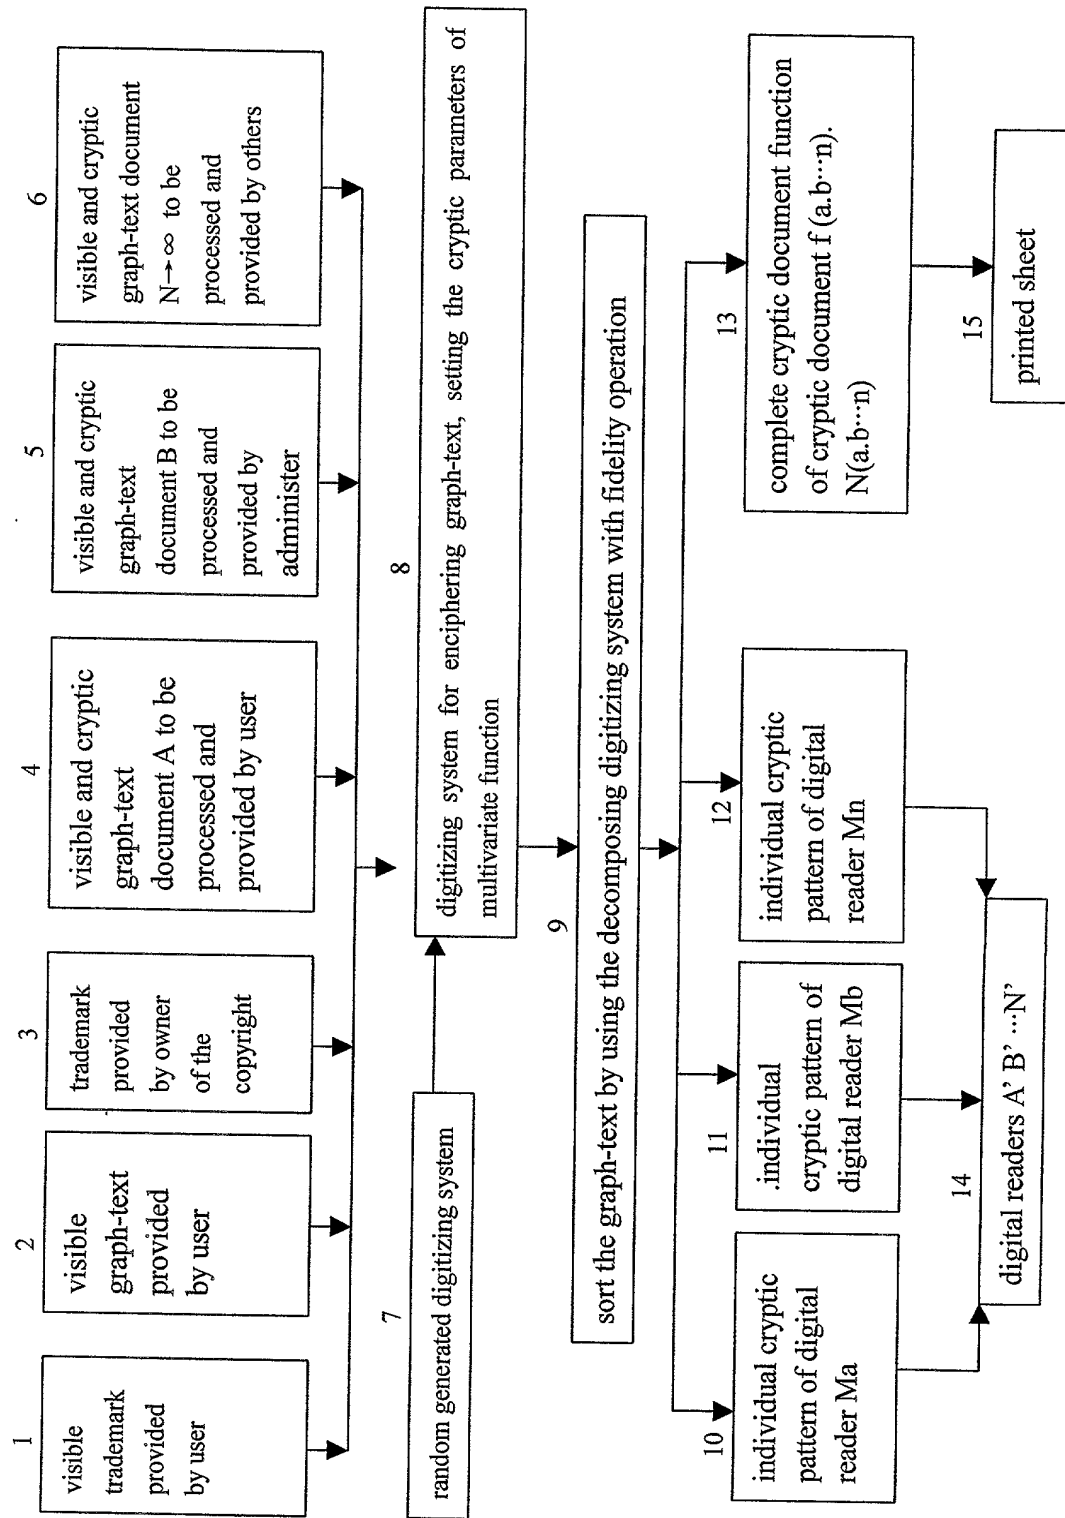 1
visible
trademark
provided
by user
2
visible
graph-text
provided
by user
3
trademark
provided
by owner
of the
copyright
4
visible and cryptic
graph-text
document A to be
processed and
provided by user
5
visible and cryptic
graph-text
document B to be
processed and
provided by
administer
6
visible and cryptic
graph-text document
N→∞ to be
processed and
provided by others
7
random generated digitizing system
8
digitizing system for enciphering graph-text, setting the cryptic parameters of
multivariate function
9
sort the graph-text by using the decomposing digitizing system with fidelity operation
10
individual cryptic
pattern of digital
reader Ma
11
.individual
cryptic pattern of
digital reader Mb
12
individual cryptic
pattern of digital
reader Mn
13
complete cryptic document function
of cryptic document f (a.b···n).
N(a.b···n)
14
digital readers A' B' ···N'
15
printed sheet